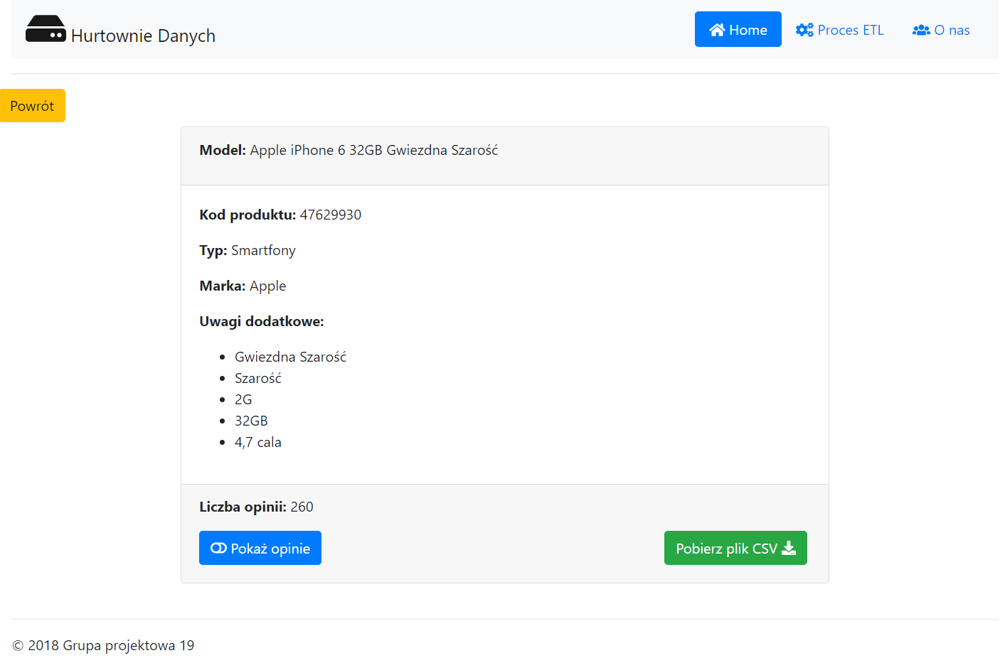 Hurtownie Danych
Home
Proces ETL
O nas
Powrót
Model: Apple iPhone 6 32GB Gwiezdna Szarość
Kod produktu: 47629930
Typ: Smartfony
Marka: Apple
Uwagi dodatkowe:
Gwiezdna Szarość
Szarość
2G
32GB
4,7 cala
Liczba opinii: 260
Pokaż opinie
Pobierz plik CSV
© 2018 Grupa projektowa 19